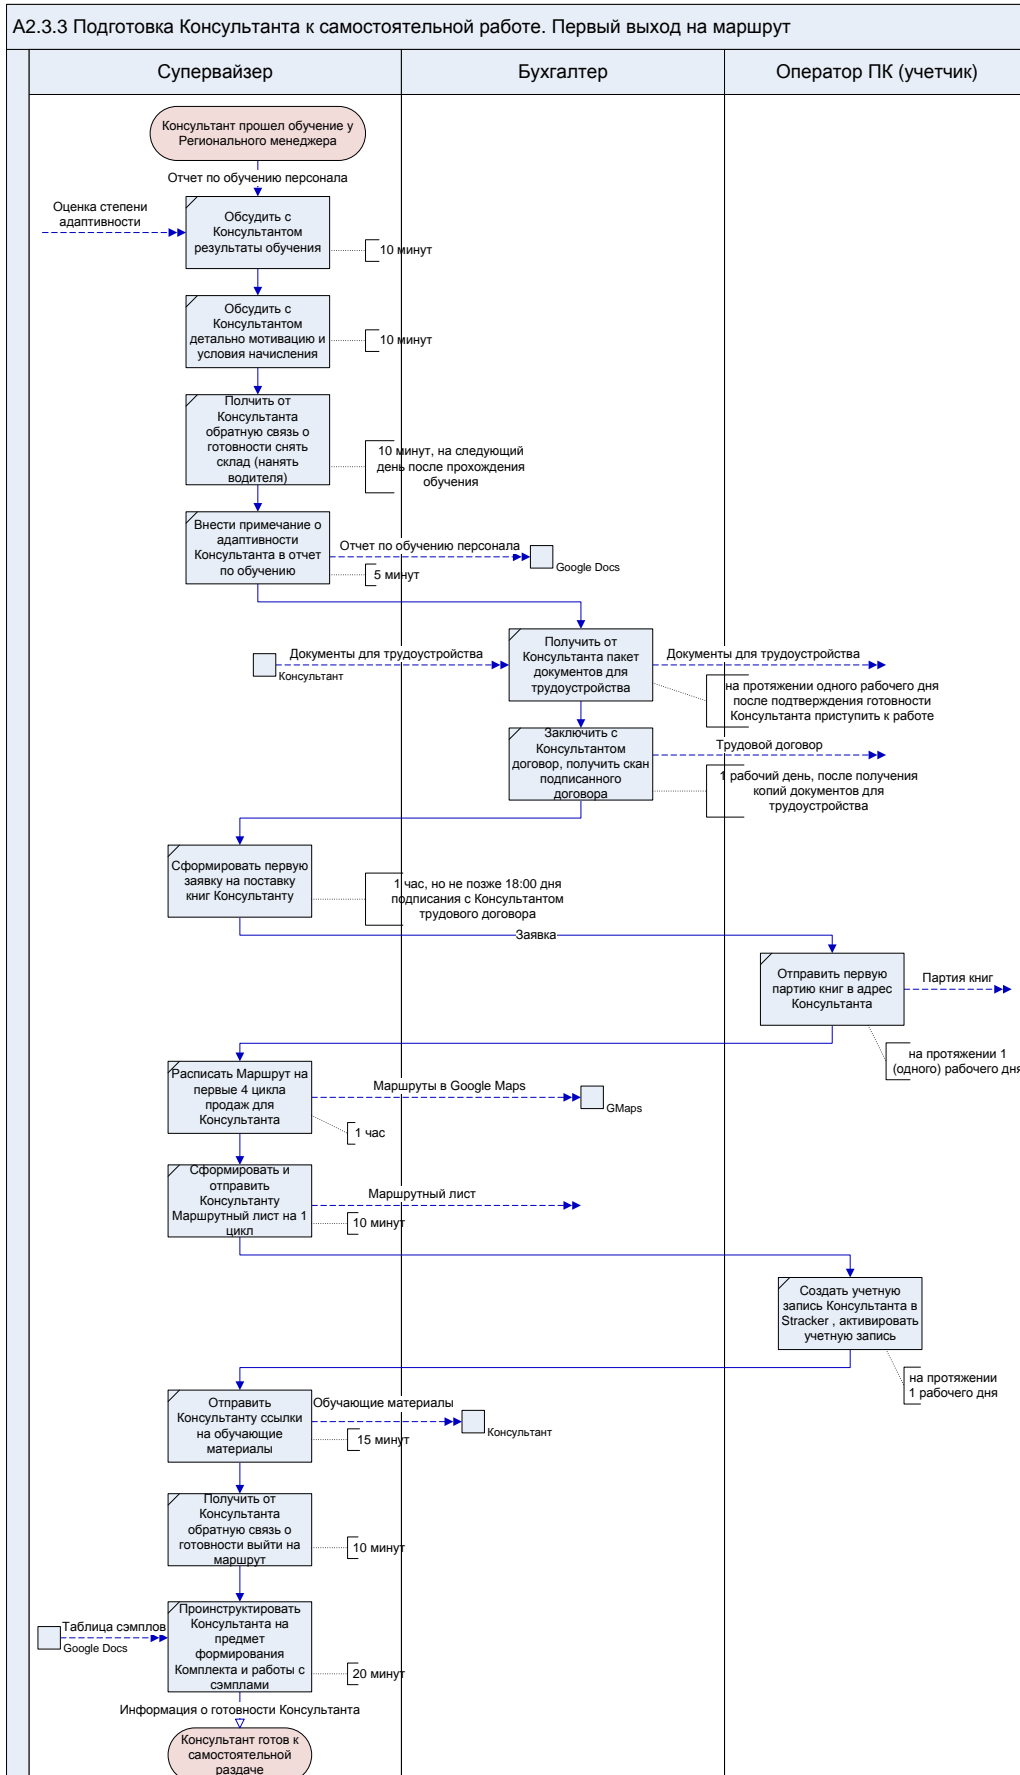 А2.3.3 Подготовка Консультанта к самостоятельной работе. Первый выход на маршрут
Супервайзер
Бухгалтер
Оператор ПК (учетчик)
Консультант прошел обучение у
Регионального менеджера
Отчет по обучению персонала
Оценка степени
адаптивности
Обсудить с
Консультантом
результаты обучения
10 минут
Обсудить с
Консультантом
детально мотивацию и
условия начисления
10 минут
Полчить от
Консультанта
обратную связь о
готовности снять
склад (нанять
водителя)
10 минут, на следующий
день после прохождения
обучения
Внести примечание о
адаптивности
Консультанта в отчет
по обучению
Отчет по обучению персонала
Google Docs
5 минут
Документы для трудоустройства
Консультант
Получить от
Консультанта пакет
документов для
трудоустройства
Документы для трудоустройства
на протяжении одного рабочего дня
после подтверждения готовности
Консультанта приступить к работе
Заключить с
Консультантом
договор, получить скан
подписанного
договора
Трудовой договор
1 рабочий день, после получения
копий документов для
трудоустройства
Сформировать первую
заявку на поставку
книг Консультанту
1 час, но не позже 18:00 дня
подписания с Консультантом
трудового договора
Заявка
Отправить первую
партию книг в адрес
Консультанта
Партия книг
на протяжении 1
(одного) рабочего дня
Расписать Маршрут на
первые 4 цикла
продаж для
Консультанта
Маршруты в Google Maps
GMaps
1 час
Сформировать и
отправить
Консультанту
Маршрутный лист на 1
цикл
Маршрутный лист
10 минут
Создать учетную
запись Консультанта в
Stracker , активировать
учетную запись
на протяжении
1 рабочего дня
Отправить
Консультанту ссылки
на обучающие
материалы
Обучающие материалы
Консультант
15 минут
Получить от
Консультанта
обратную связь о
готовности выйти на
маршрут
10 минут
Таблица сэмплов
Google Docs
Проинструктировать
Консультанта на
предмет
формирования
Комплекта и работы с
сэмплами
20 минут
Информация о готовности Консультанта
Консультант готов к
самостоятельной
раздаче